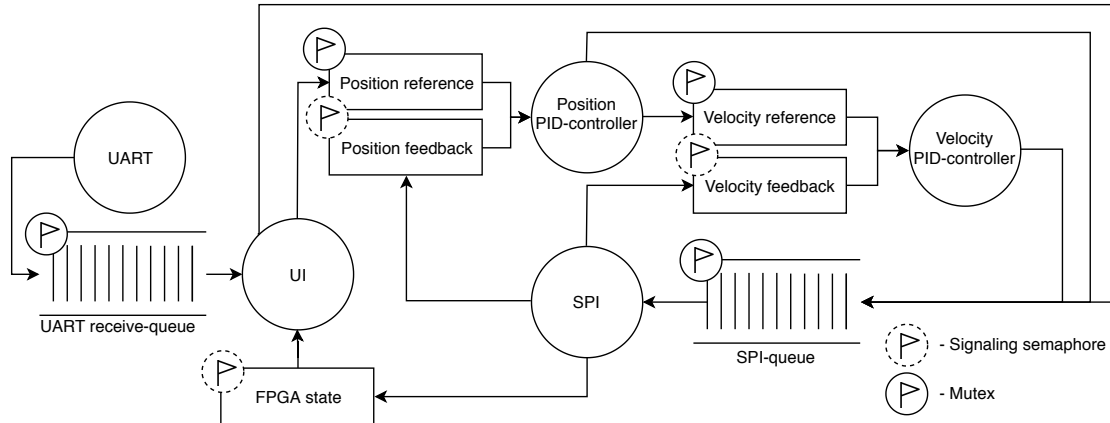 Position reference
Position feedback
Position
PID-controller
Velocity reference
Velocity feedback
Velocity
PID-controller
UART
UI
SPI
UART receive-queue
SPI-queue
FPGA state
- Signaling semaphore
- Mutex